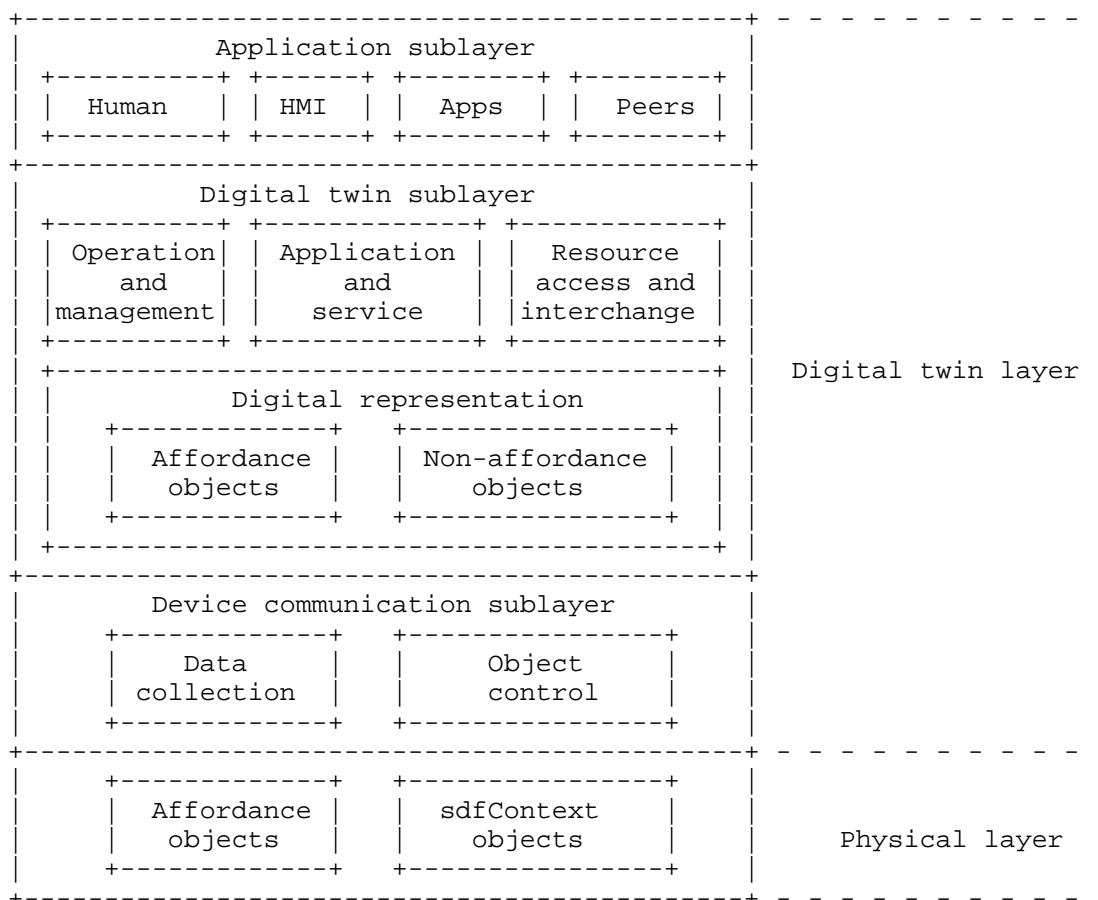 Application sublayer
Human HMI Apps Peers
Digital twin sublayer
Operation Application Resource
and and access and
management service interchange
Digital twin layer
Digital representation
Affordance Non-affordance
objects objects
Device communication sublayer
Data Object
collection control
Affordance sdfContext
objects objects Physical layer